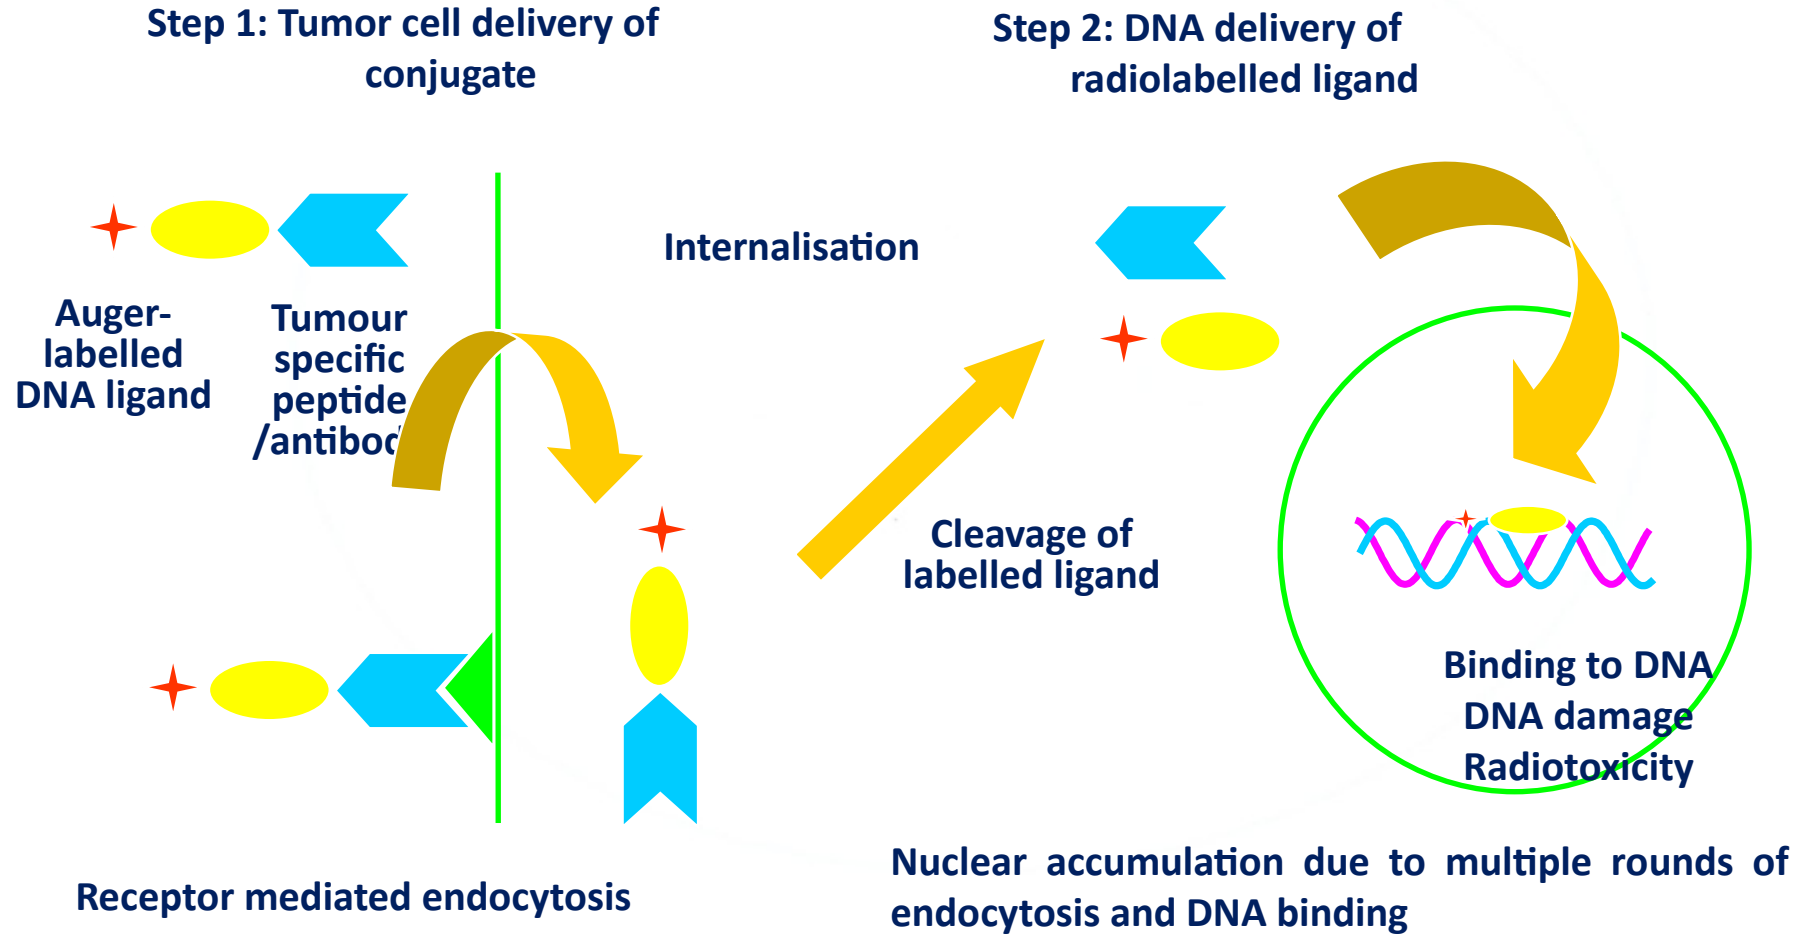 Step 1: Tumor cell delivery of
conjugate
Step 2: DNA delivery of
radiolabelled ligand
Internalisation
Auger-
labelled
DNA ligand
Tumour
specific
peptide
/antibod
Cleavage of
labelled ligand
Binding to DNA
DNA damage
Radiotoxicity
Receptor mediated endocytosis
Nuclear accumulation due to multiple rounds of
endocytosis and DNA binding